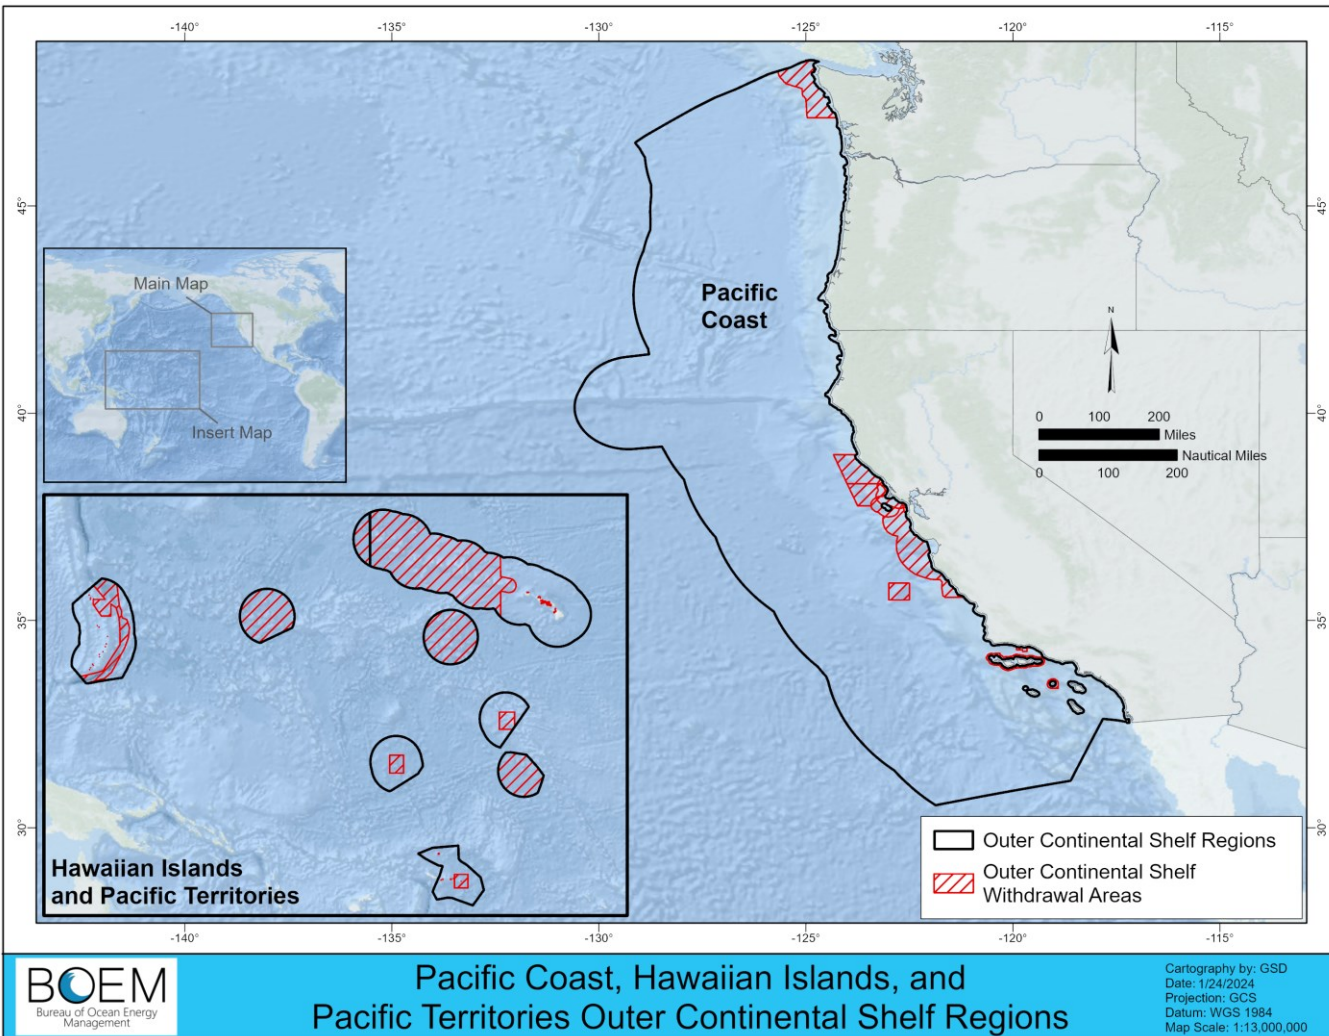 -140°
-135°
-130°
-125°
-120°
-115°
45°
45°
Main Map
Insert Map
Pacific
Coast
N
40°
40°
0 100 200
Miles
Nautical Miles
0 100 200
35°
35°
30°
30°
Hawaiian Islands
and Pacific Territories
Outer Continental Shelf Regions
Outer Continental Shelf
Withdrawal Areas
-140°
-135°
-130°
-125°
-120°
-115°
BOEM
Bureau of Ocean Energy
Management
Pacific Coast, Hawaiian Islands, and
Pacific Territories Outer Continental Shelf Regions
Cartography by: GSD
Date: 1/24/2024
Projection: GCS
Datum: WGS 1984
Map Scale: 1:13,000,000